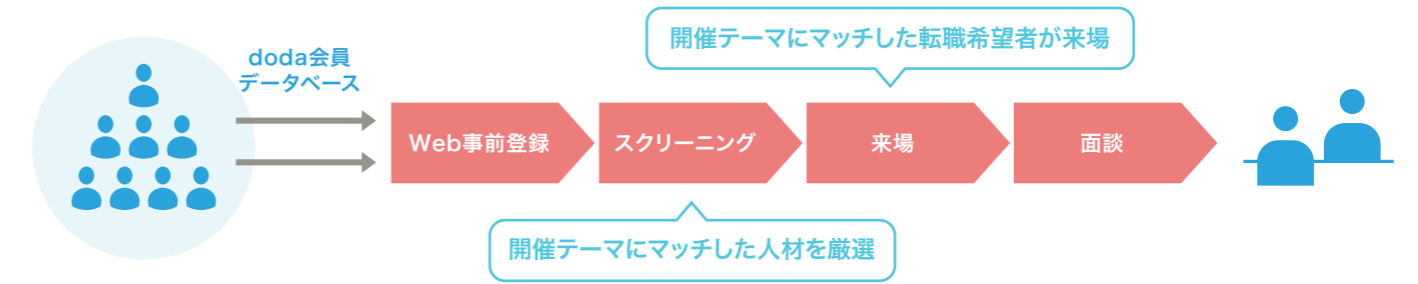 doda会員
データベース
開催テーマにマッチした転職希望者が来場
Web事前登録
スクリーニング
来場
面談
開催テーマにマッチした人材を厳選